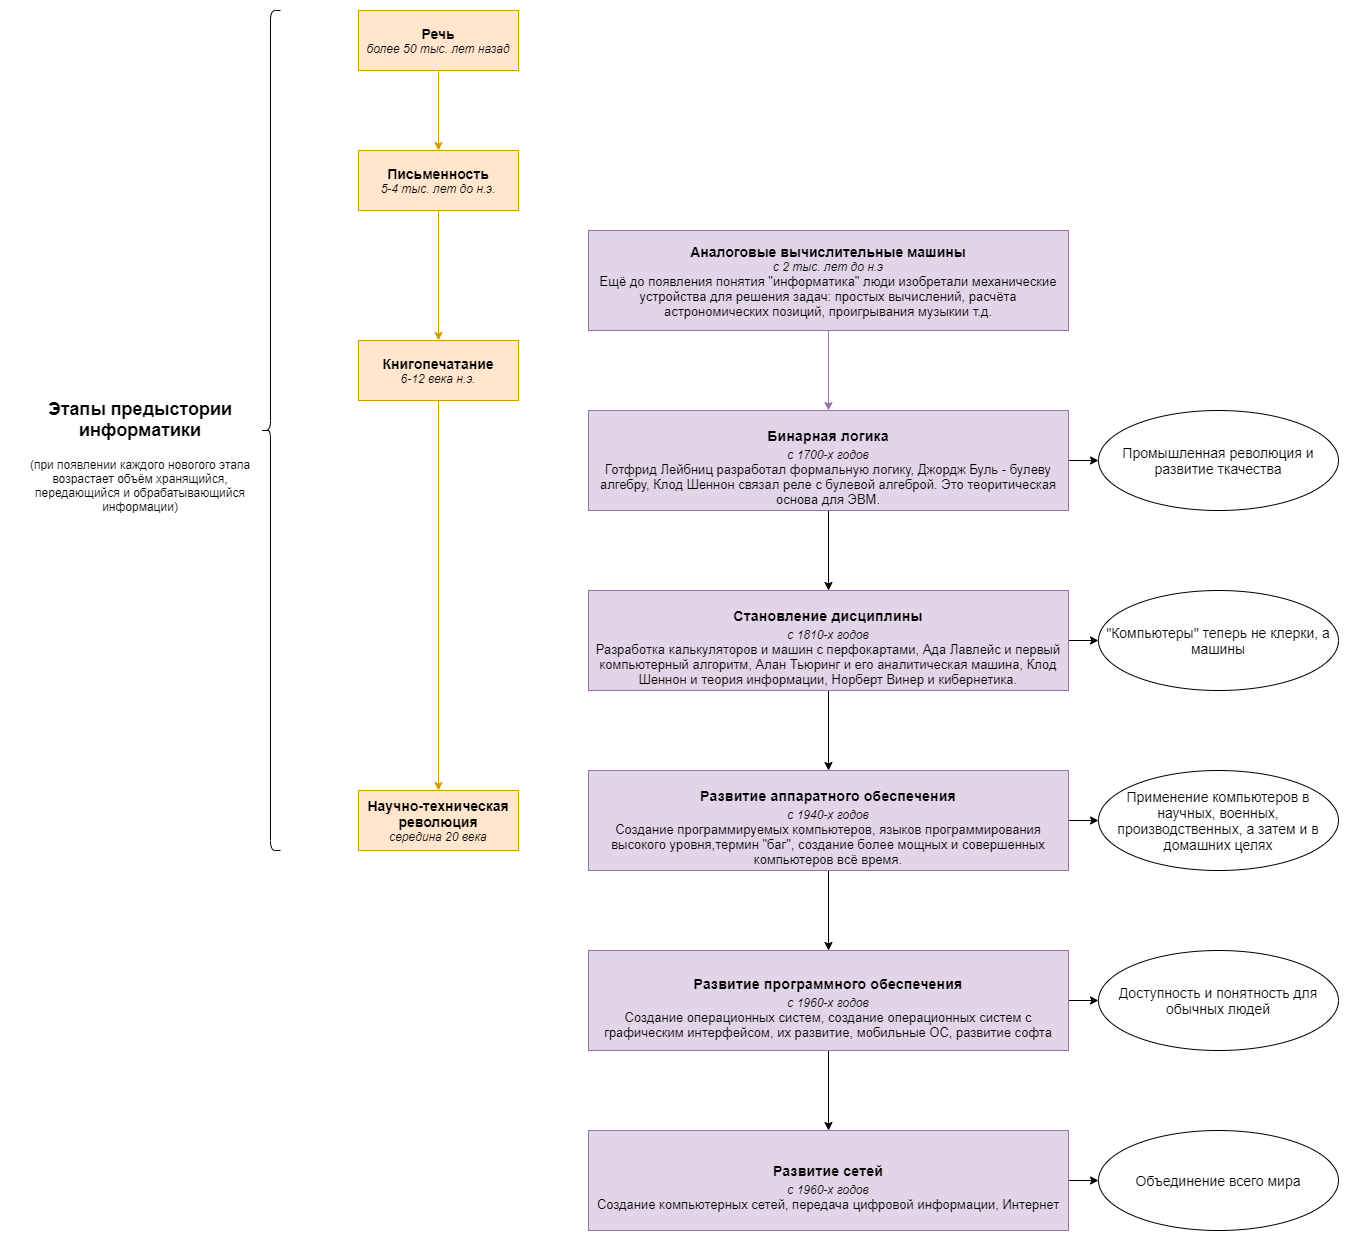 Речь
более 50 тыс. лет назад
Письменность
5-4 тыс. лет до н.э.
Аналоговые вычислительные машины
с 2 тыс. лет до н.э
Ещё до появления понятия "информатика" люди изобретали механические
устройства для решения задач: простых вычислений, расчёта
астрономических позиций, проигрывания музыкии т.д.
Книгопечатание
6-12 века н.э.
Этапы предыстории
информатики
(при появлении каждого нового этапа
возрастает объём хранящийся,
передающийся и обрабатывающийся
информации)
Бинарная логика
с 1700-х годов
Готфрид Лейбниц разработал формальную логику, Джордж Буль - булеву
алгебру, Клод Шеннон связал реле с булевой алгеброй. Это теоритическая
основа для ЭВМ.
Промышленная революция и
развитие ткачества
Становление дисциплины
с 1810-х годов
Разработка калькуляторов и машин с перфокартами, Ада Лавлейс и первый
компьютерный алгоритм, Алан Тьюринг и его аналитическая машина, Клод
Шеннон и теория информации, Норберт Винер и кибернетика.
"Компьютеры" теперь не клерки, а
машины
Научно-техническая
революция
середина 20 века
Развитие аппаратного обеспечения
с 1940-х годов
Создание программируемых компьютеров, языков программирования
высокого уровня,термин "баг", создание более мощных и совершенных
компьютеров всё время.
Применение компьютеров в
научных, военных,
производственных, а затем и в
домашних целях
Развитие программного обеспечения
с 1960-х годов
Создание операционных систем, создание операционных систем с
графическим интерфейсом, их развитие, мобильные ОС, развитие софта
Доступность и понятность для
обычных людей
Развитие сетей
с 1960-х годов
Создание компьютерных сетей, передача цифровой информации, Интернет
Объединение всего мира